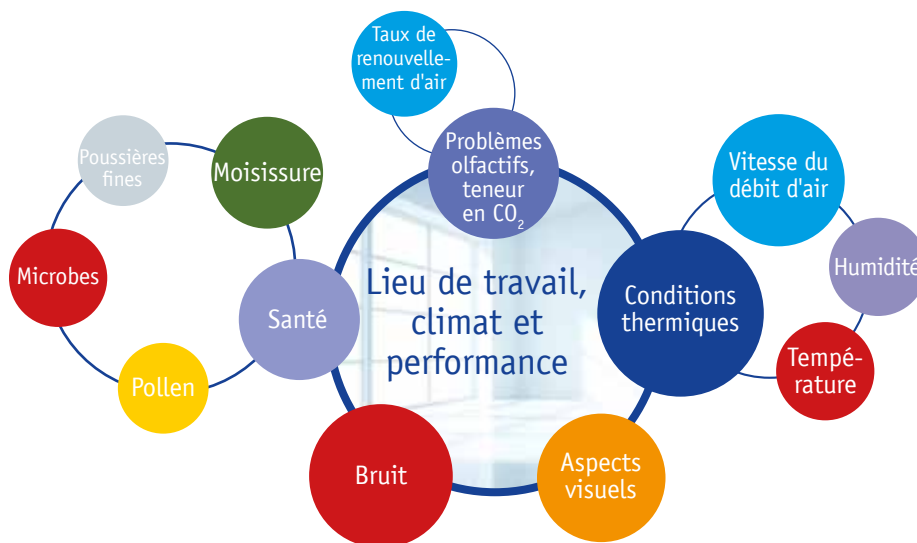 Taux de
renouvelle-
ment d'air
Problèmes
olfactifs,
teneur
en CO₂
Poussières
fines
Moisissure
Microbes
Pollen
Santé
Lieu de travail,
climat et
performance
Vitesse du
débit d'air
Humidité
Conditions
thermiques
Tempé-
rature
Bruit
Aspects
visuels